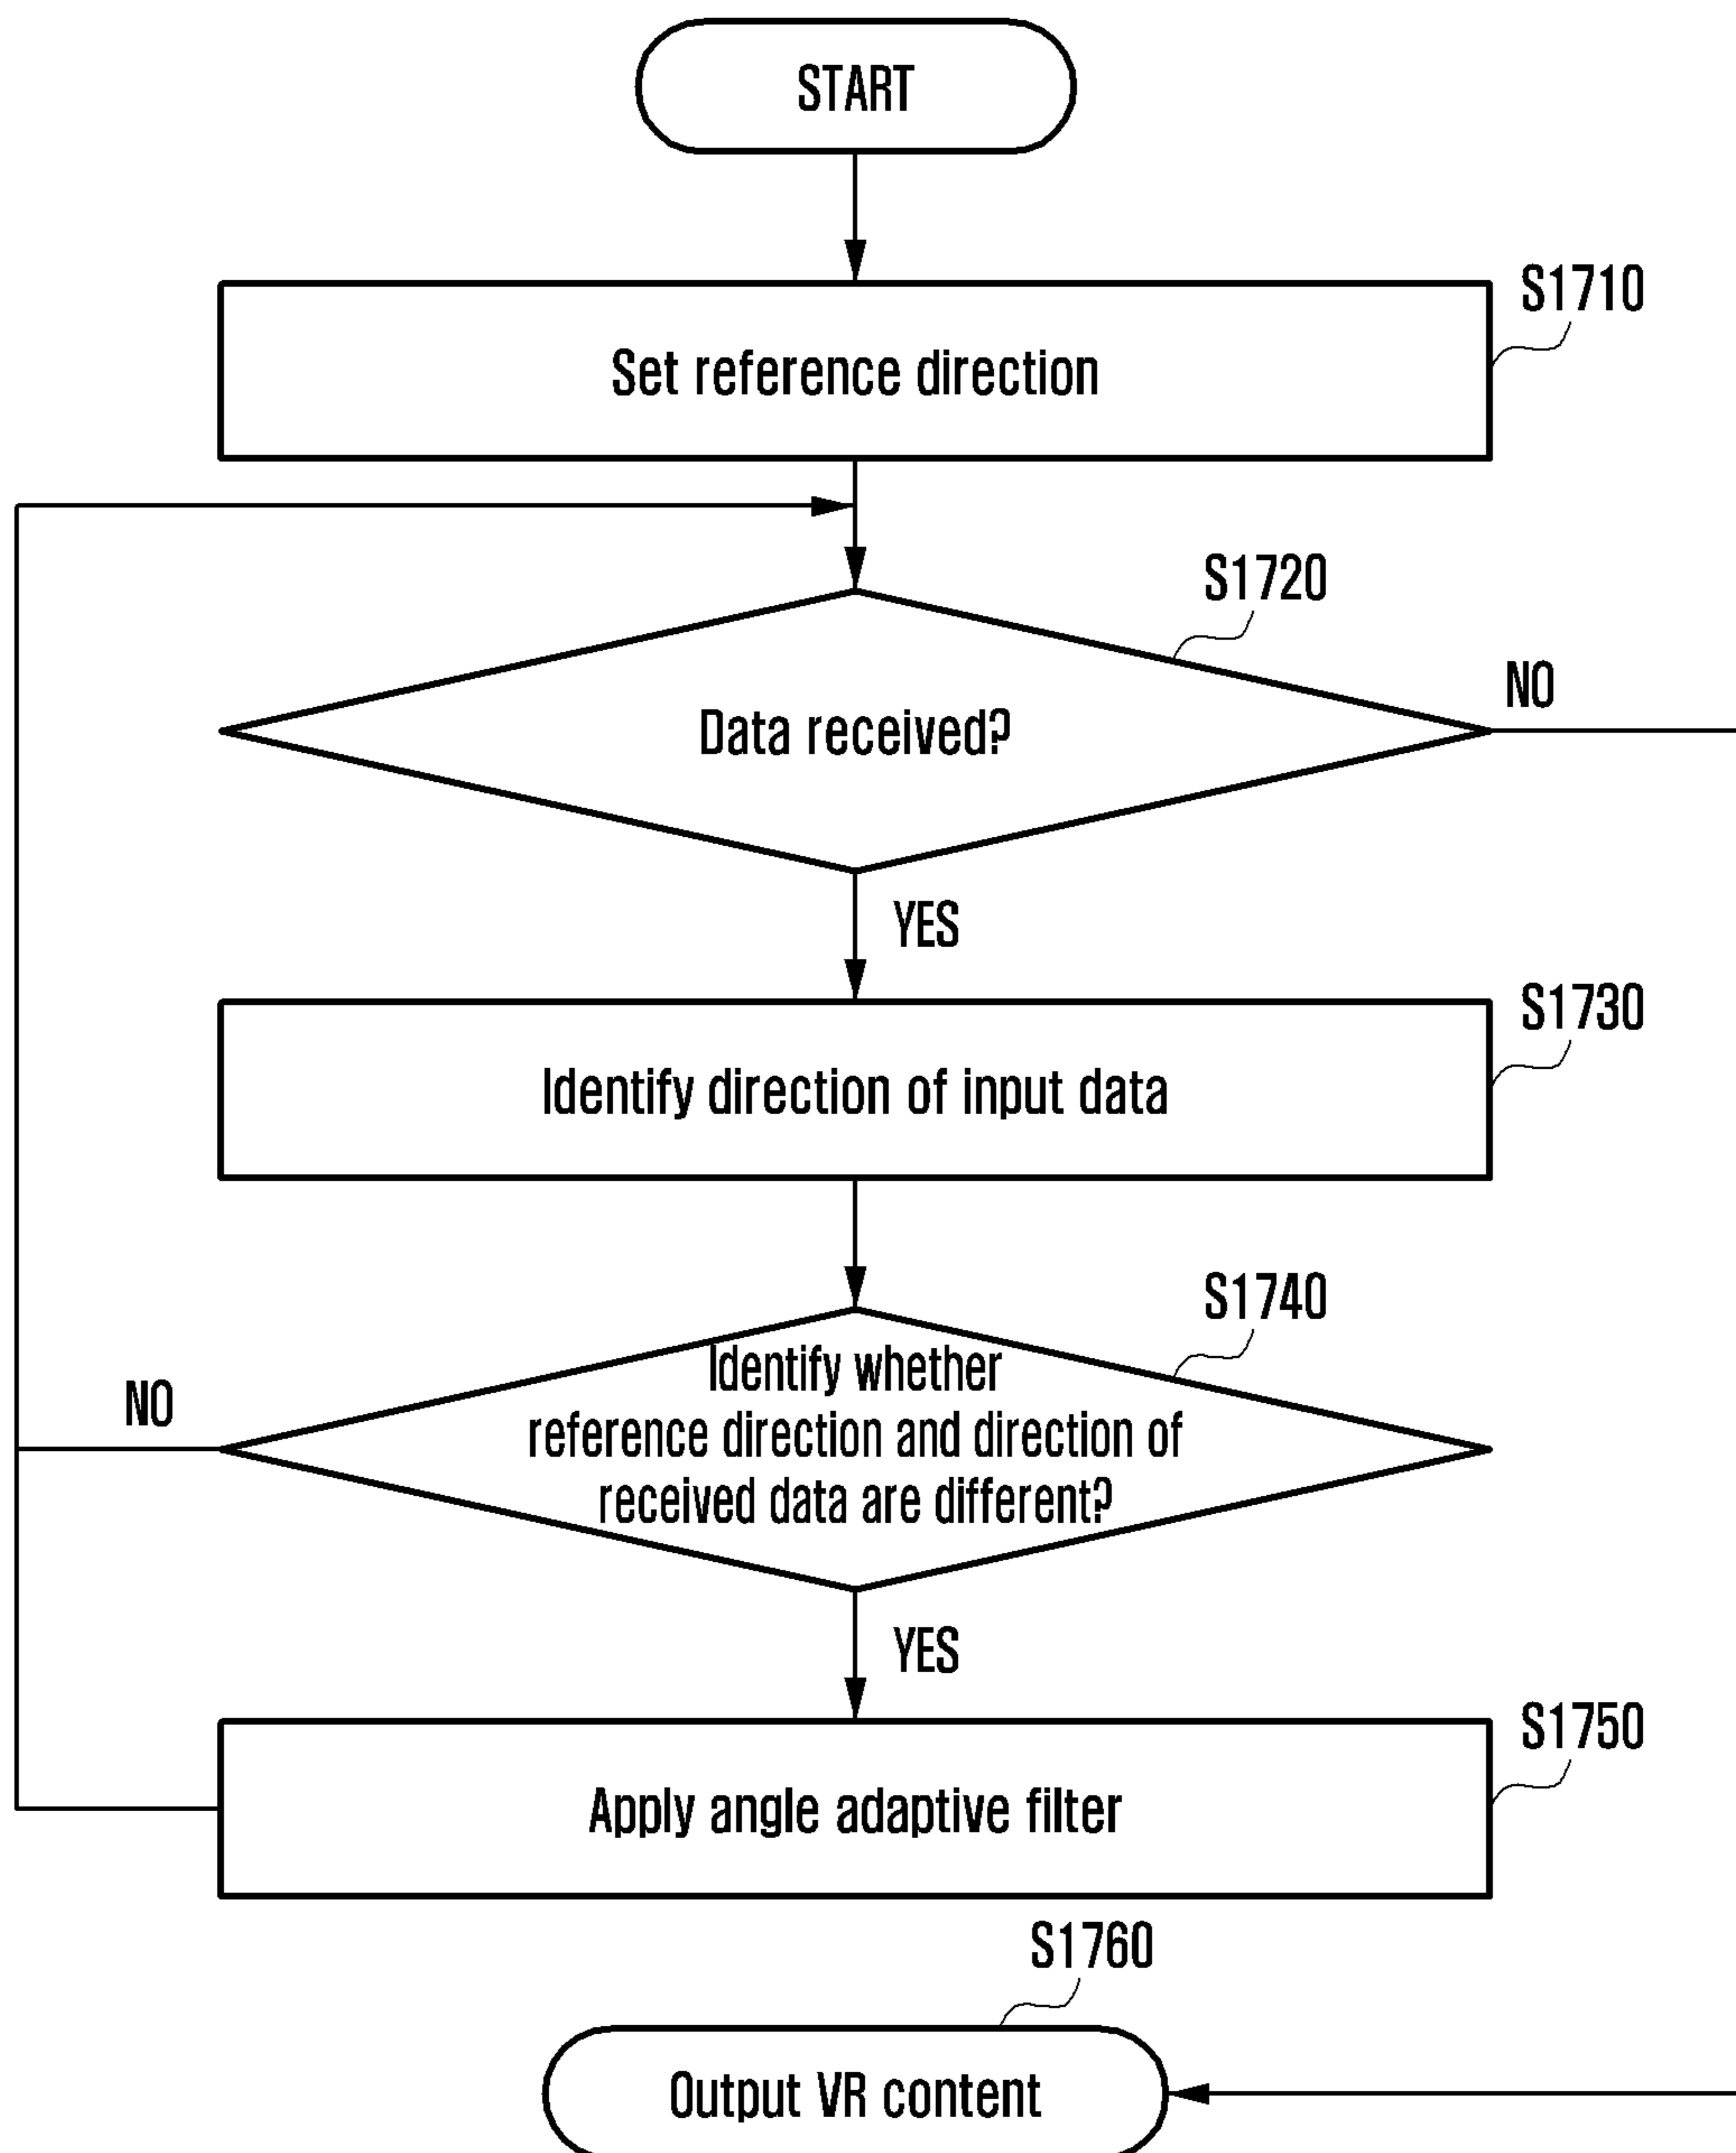 START
S1710
Set reference direction
S1720
NO
Data received?
YES
S1730
Identify direction of input data
S1740
NO
Identify whether
reference direction and direction of
received data are different?
YES
S1750
Apply angle adaptive filter
S1760
Output VR content